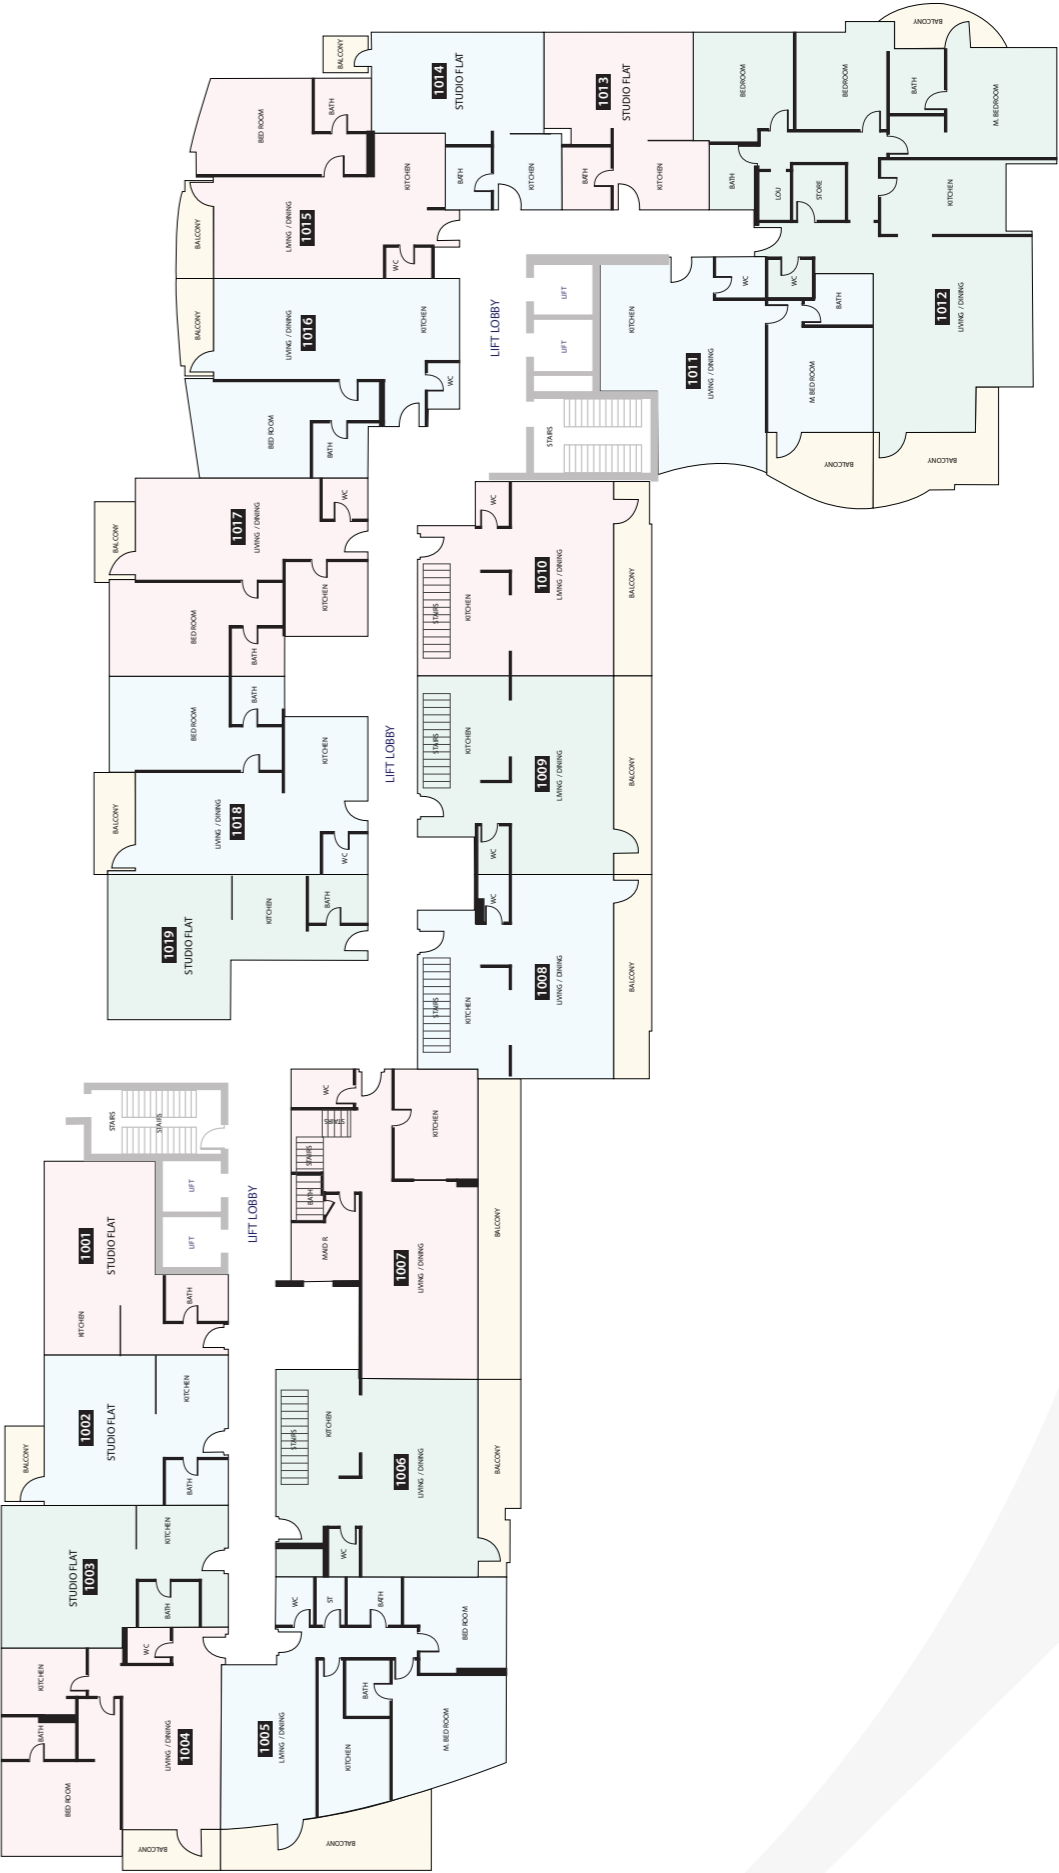 BALCONY
BALCONY
1014
STUDIO FLAT
1013
STUDIO FLAT
BEDROOM
BEDROOM
BATH
M. BEDROOM
BED ROOM
BATH
KITCHEN
BATH
KITCHEN
BATH
KITCHEN
BATH
LOU
STORE
KITCHEN
BALCONY
LIVING / DINING
1015
WC
BALCONY
LIVING / DINING
1016
KITCHEN
WC
BED ROOM
BATH
LIFT LOBBY
LIFT
LIFT
STAIRS
KITCHEN
1011
LIVING / DINING
WC
WC
BATH
M. BED ROOM
1012
LIVING / DINING
BALCONY
BALCONY
BALCONY
1017
LIVING / DINING
WC
KITCHEN
BED ROOM
BATH
WC
STAIRS
KITCHEN
1010
LIVING / DINING
BALCONY
BED ROOM
BATH
KITCHEN
BALCONY
LIVING / DINING
1018
WC
LIFT LOBBY
STAIRS
KITCHEN
1009
LIVING / DINING
BALCONY
WC
1019
STUDIO FLAT
KITCHEN
BATH
WC
STAIRS
KITCHEN
1008
LIVING / DINING
BALCONY
STAIRS
STAIRS
LIFT
LIFT
LIFT LOBBY
WC
STAIRS
STAIRS
BATH
MAID R.
KITCHEN
1007
LIVING / DINING
BALCONY
1001
STUDIO FLAT
KITCHEN
BATH
BALCONY
1002
STUDIO FLAT
KITCHEN
BATH
STAIRS
KITCHEN
1006
LIVING / DINING
BALCONY
WC
STUDIO FLAT
1003
KITCHEN
BATH
WC
ST
BATH
BED ROOM
KITCHEN
WC
BATH
BED ROOM
LIVING / DINING
1004
BALCONY
1005
LIVING / DINING
KITCHEN
BATH
M. BED ROOM
BALCONY